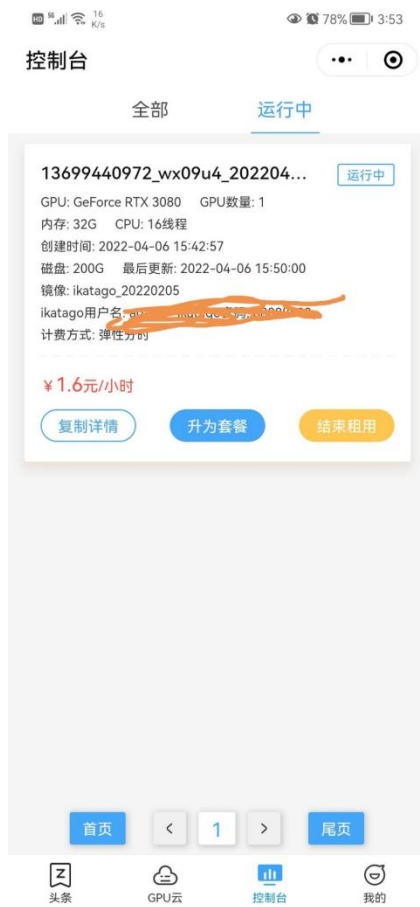 HD 5G 16 K/s 78% 3:53
控制台
全部 运行中
13699440972_wx09u4_202204... 运行中
GPU: GeForce RTX 3080 GPU数量: 1
内存: 32G CPU: 16线程
创建时间: 2022-04-06 15:42:57
磁盘: 200G 最后更新: 2022-04-06 15:50:00
镜像: ikatago_20220205
ikatago用户名:
计费方式: 弹性分时
￥1.6元/小时
复制详情 升为套餐 结束租用
首页 < 1 > 尾页
头条 GPU云 控制台 我的